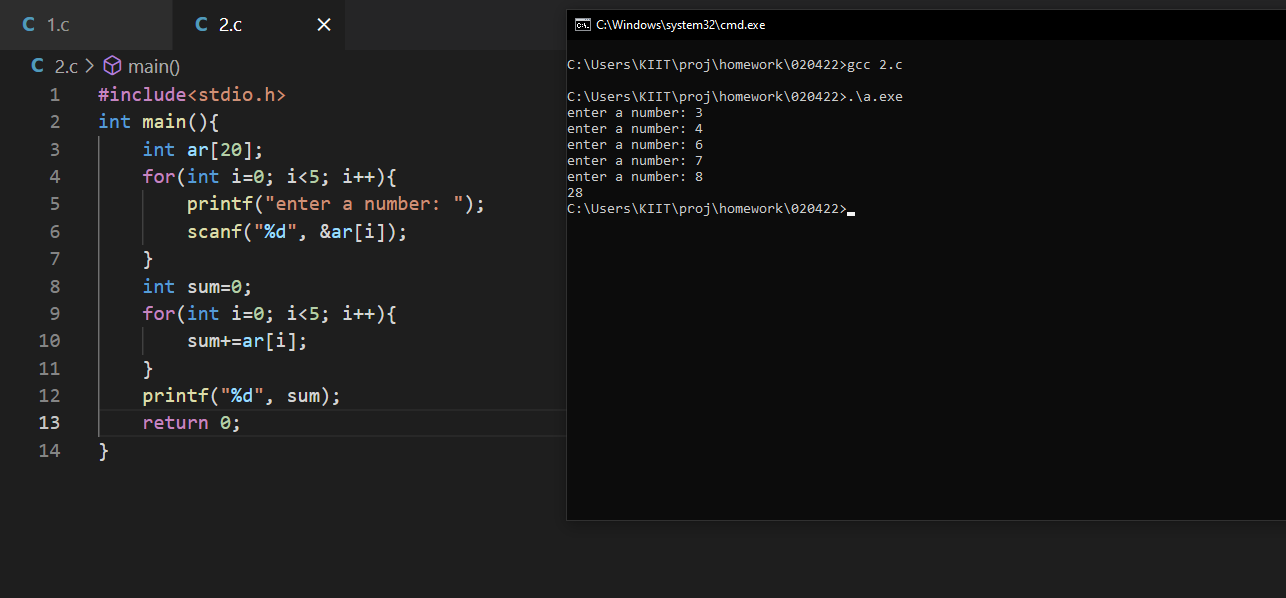 C 1.c
C 2.c ×
C 2.c > main()
1 #include<stdio.h>
2 int main(){
3 int ar[20];
4 for(int i=0; i<5; i++){
5 printf("enter a number: ");
6 scanf("%d", &ar[i]);
7 }
8 int sum=0;
9 for(int i=0; i<5; i++){
10 sum+=ar[i];
11 }
12 printf("%d", sum);
13 return 0;
14 }
C:\Windows\system32\cmd.exe
C:\Users\KIIT\proj\homework\020422>gcc 2.c
C:\Users\KIIT\proj\homework\020422>.\a.exe
enter a number: 3
enter a number: 4
enter a number: 6
enter a number: 7
enter a number: 8
28
C:\Users\KIIT\proj\homework\020422>